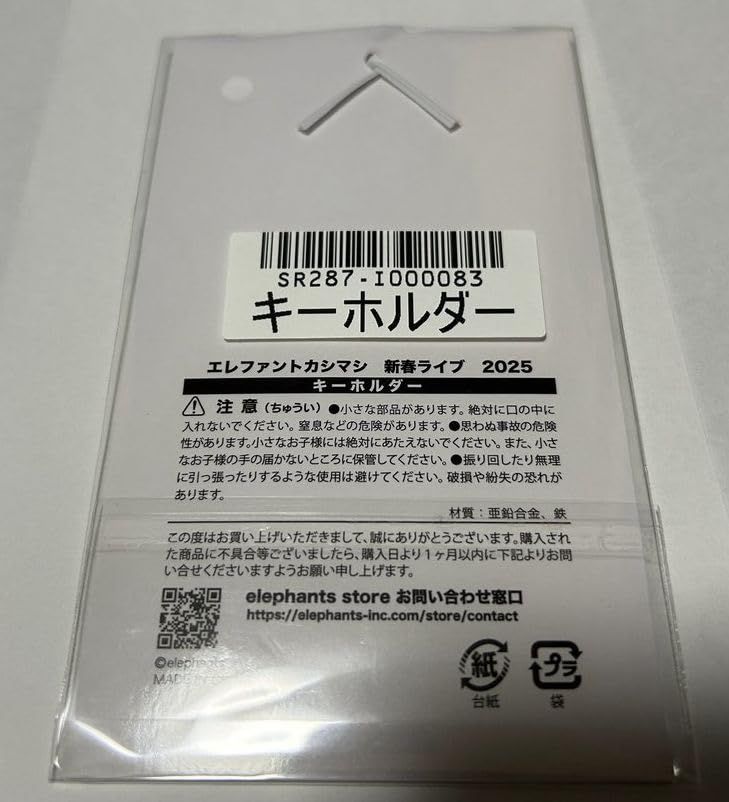 SR287-I000083
キーホルダー
エレファントカシマシ 新春ライブ 2025
キーホルダー
注意(ちゅうい) ●小さな部品があります。絶対に口の中に
入れないでください。窒息などの危険があります。●思わぬ事故の危険
性があります。小さなお子様には絶対にあたえないでください。また、小さ
なお子様の手の届かないところに保管してください。●振り回したり無理
に引っ張ったりするような使用は避けてください。破損や紛失の恐れが
あります。
材質:亜鉛合金、鉄
この度はお買い上げいただきまして、誠にありがとうございます。購入され
た商品に不具合等ございましたら、購入日より1ヶ月以内に下記よりお問
い合せくださいますようお願い申し上げます。
elephants store お問い合わせ窓口
https://elephants-inc.com/store/contact
©elephants
MADE IN
紙 プラ
台紙 袋